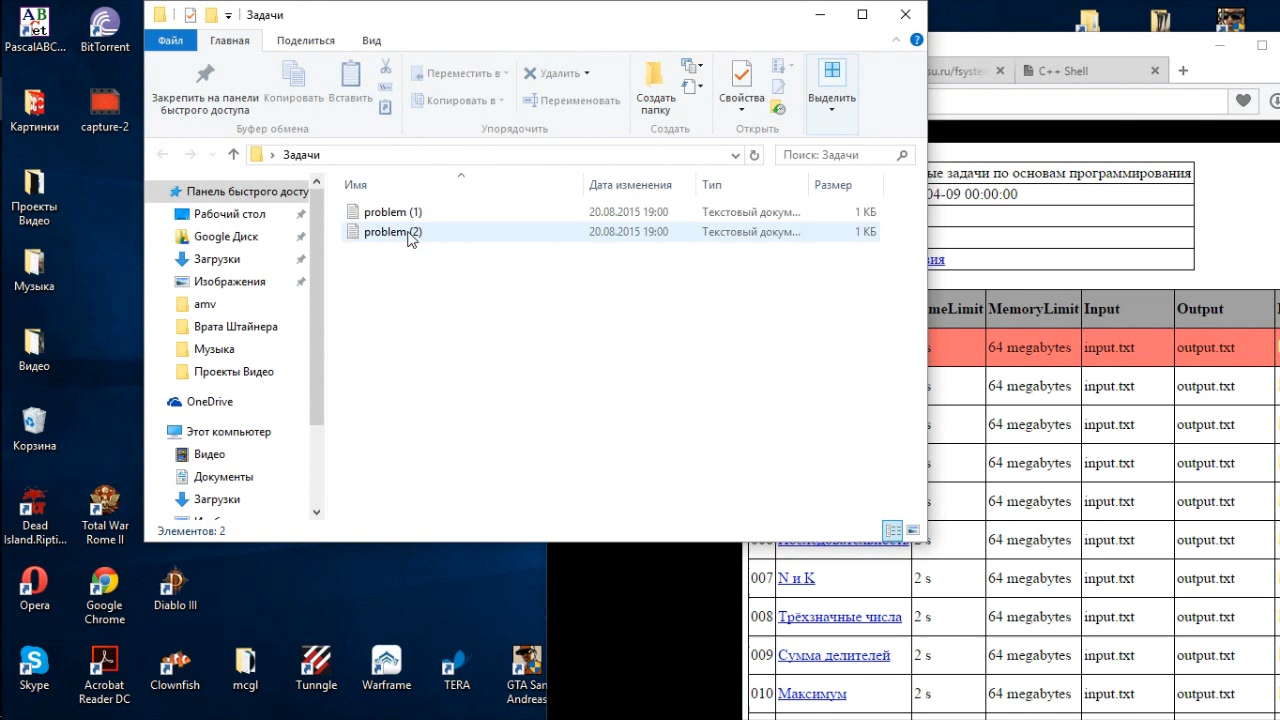 Задачи
Файл
Главная
Поделиться
Вид
Закрепить на панели быстрого доступа
Копировать
Вставить
Переместить в
Копировать в
Удалить
Переименовать
Создать папку
Свойства
Выделить
Буфер обмена
Упорядочить
Создать
Открыть
Задачи
Поиск: Задачи
Имя
Дата изменения
Тип
Размер
problem (1)
20.08.2015 19:00
Текстовый докум...
1 КБ
problem (2)
20.08.2015 19:00
Текстовый докум...
1 КБ
Панель быстрого досту
Рабочий стол
Google Диск
Загрузки
Изображения
amv
Врата Штайнера
Музыка
Проекты Видео
OneDrive
Этот компьютер
Видео
Документы
Загрузки
Элементов: 2
PascalABC...
BitTorrent
Картинки
capture-2
Проекты Видео
Музыка
Видео
Корзина
Dead Island.Ripti...
Total War Rome II
Opera
Google Chrome
Diablo III
Skype
Acrobat Reader DC
Clownfish
mcgl
Tunngle
Warframe
TERA
GTA San Andreas
su.ru/fsystem
C++ Shell
ые задачи по основам программирования
04-09 00:00:00
вия
meLimit
MemoryLimit
Input
Output
s
64 megabytes
input.txt
output.txt
64 megabytes
input.txt
output.txt
64 megabytes
input.txt
output.txt
64 megabytes
input.txt
output.txt
64 megabytes
input.txt
output.txt
2 s
64 megabytes
input.txt
output.txt
007
N и K
2 s
64 megabytes
input.txt
output.txt
008
Трёхзначные числа
2 s
64 megabytes
input.txt
output.txt
009
Сумма делителей
2 s
64 megabytes
input.txt
output.txt
010
Максимум
2 s
64 megabytes
input.txt
output.txt